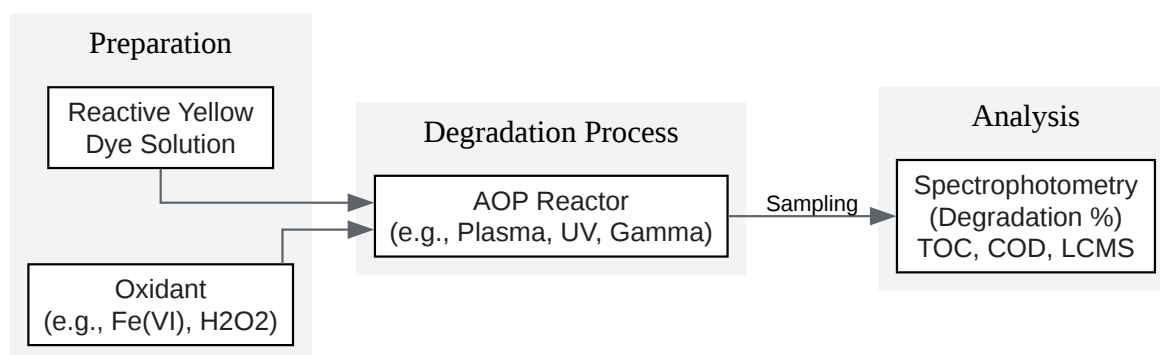 Preparation
Reactive Yellow
Dye Solution
Oxidant
(e.g., Fe(VI), H2O2)
Degradation Process
AOP Reactor
(e.g., Plasma, UV, Gamma)
Sampling
Analysis
Spectrophotometry
(Degradation %)
TOC, COD, LCMS